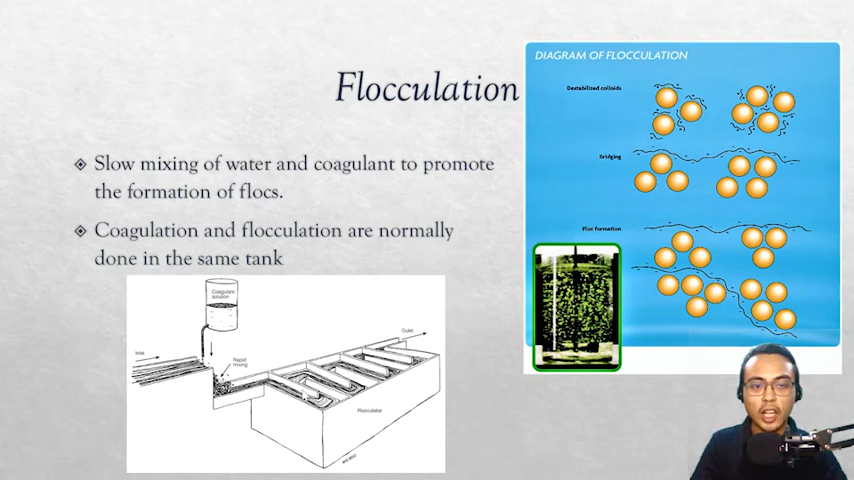 Flocculation
Slow mixing of water and coagulant to promote
the formation of flocs.
Coagulation and flocculation are normally
done in the same tank
DIAGRAM OF FLOCCULATION
Destabilized colloids
Bridging
Floc formation
Coagulant
solution
Inlet
Rapid
mixing
Outlet
Flocculator